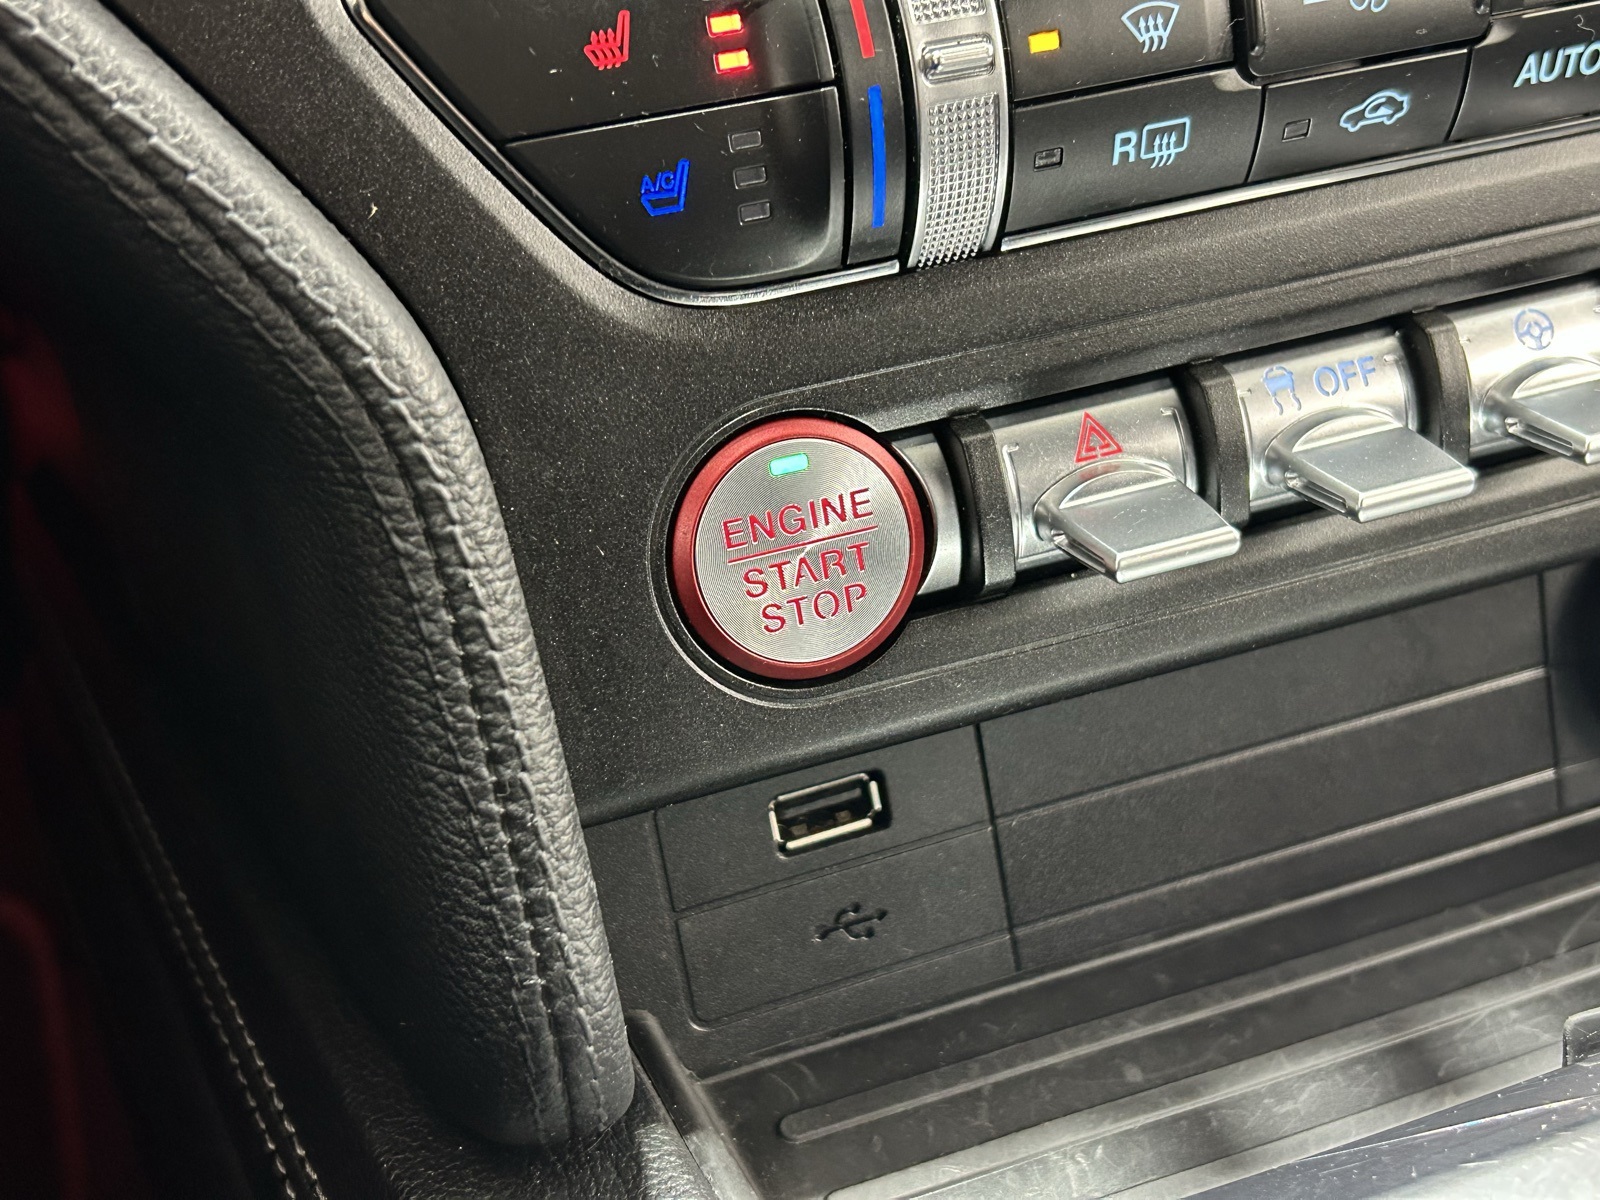 A/C
R
AUTO
OFF
ENGINE
START
STOP